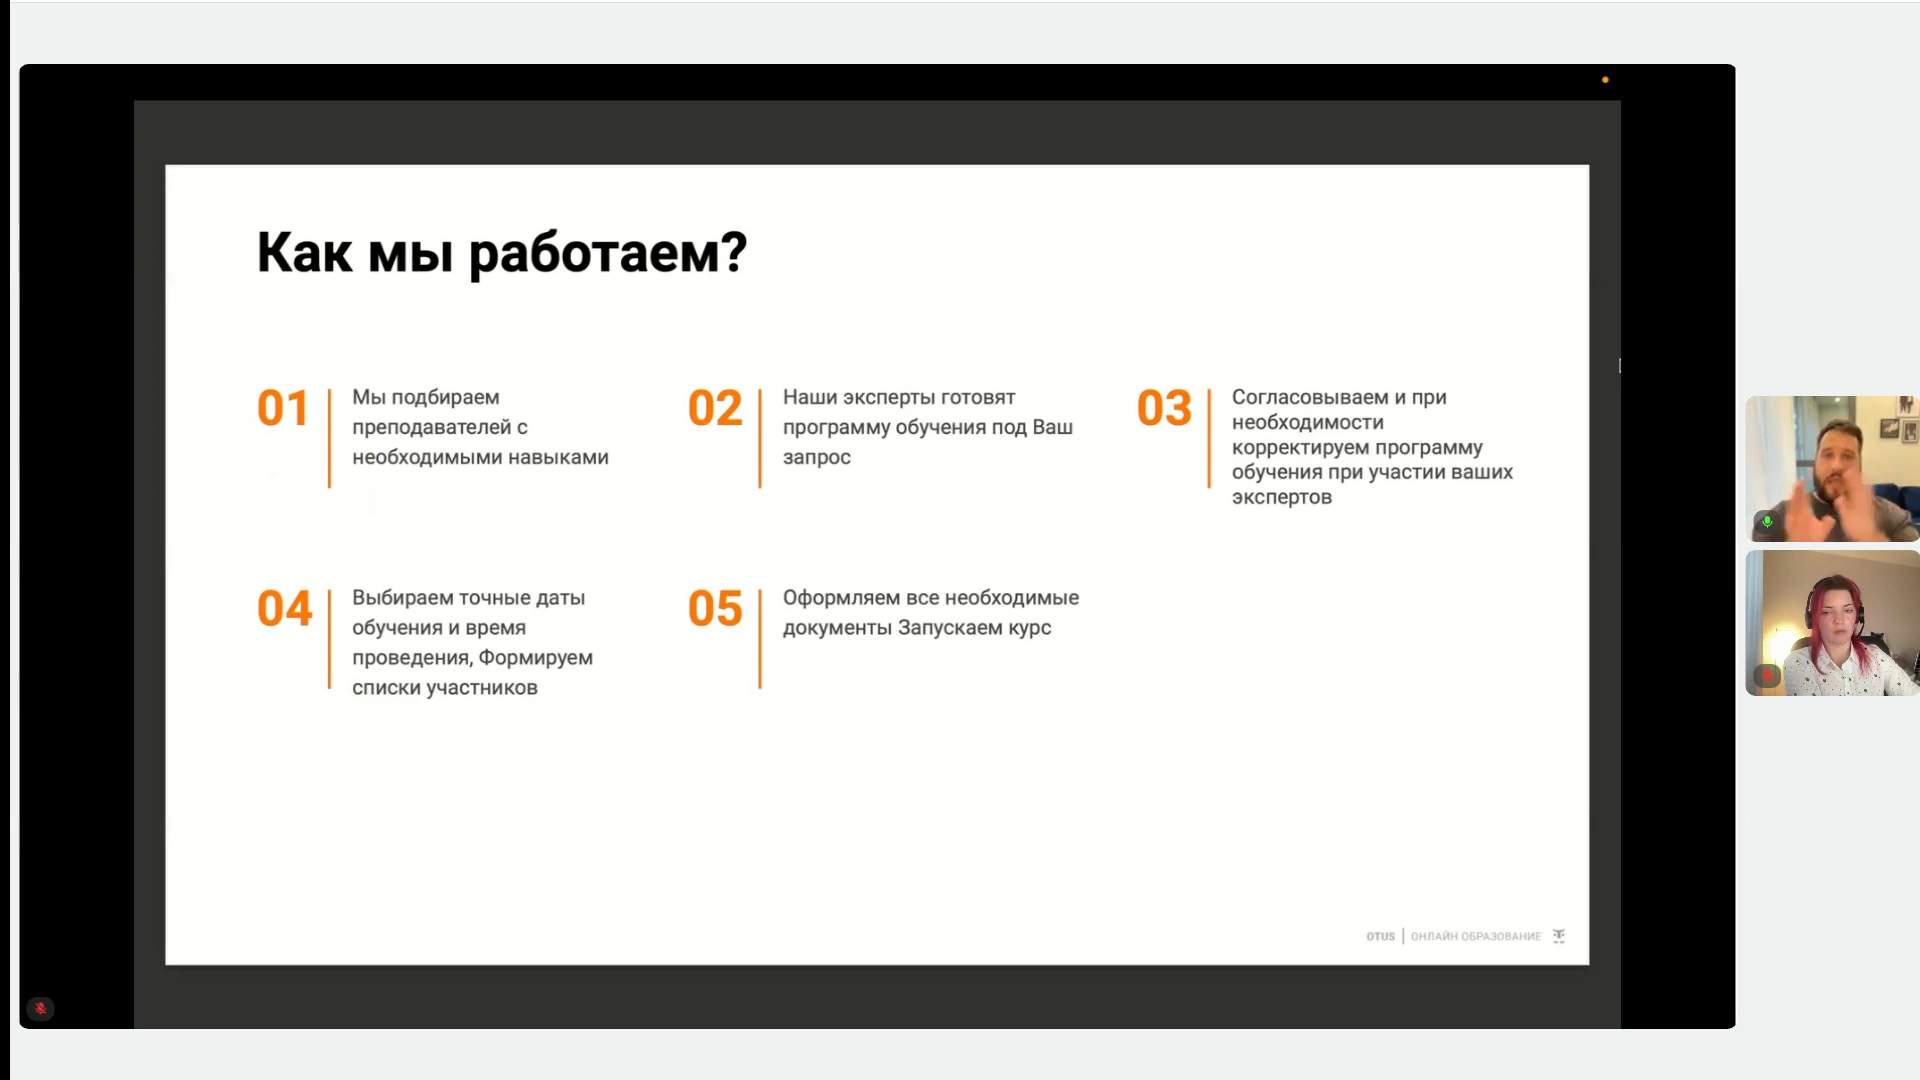 Как мы работаем?
01
Мы подбираем
преподавателей с
необходимыми навыками
02
Наши эксперты готовят
программу обучения под Ваш
запрос
03
Согласовываем и при
необходимости
корректируем программу
обучения при участии ваших
экспертов
04
Выбираем точные даты
обучения и время
проведения, Формируем
списки участников
05
Оформляем все необходимые
документы Запускаем курс
OTUS | ОНЛАЙН ОБРАЗОВАНИЕ